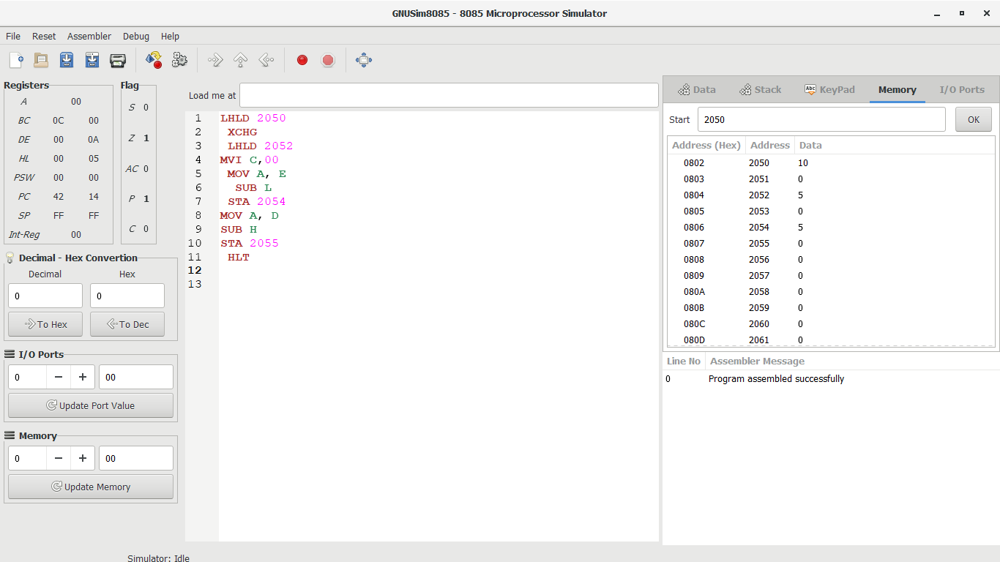 GNUSim8085 - 8085 Microprocessor Simulator
File Reset Assembler Debug Help
Registers
A 00
BC 0C 00
DE 00 0A
HL 00 05
PSW 00 00
PC 42 14
SP FF FF
Int-Reg 00
Flag
S 0
Z 1
AC 0
P 1
C 0
Decimal - Hex Convertion
Decimal Hex
0 0
To Hex To Dec
I/O Ports
0 − + 00
Update Port Value
Memory
0 − + 00
Update Memory
Load me at
1 LHLD 2050
2 XCHG
3 LHLD 2052
4 MVI C,00
5 MOV A, E
6 SUB L
7 STA 2054
8 MOV A, D
9 SUB H
10 STA 2055
11 HLT
12
13
Data Stack Abc KeyPad Memory I/O Ports
Start 2050 OK
Address (Hex) Address Data
0802 2050 10
0803 2051 0
0804 2052 5
0805 2053 0
0806 2054 5
0807 2055 0
0808 2056 0
0809 2057 0
080A 2058 0
080B 2059 0
080C 2060 0
080D 2061 0
Line No Assembler Message
0 Program assembled successfully
Simulator: Idle